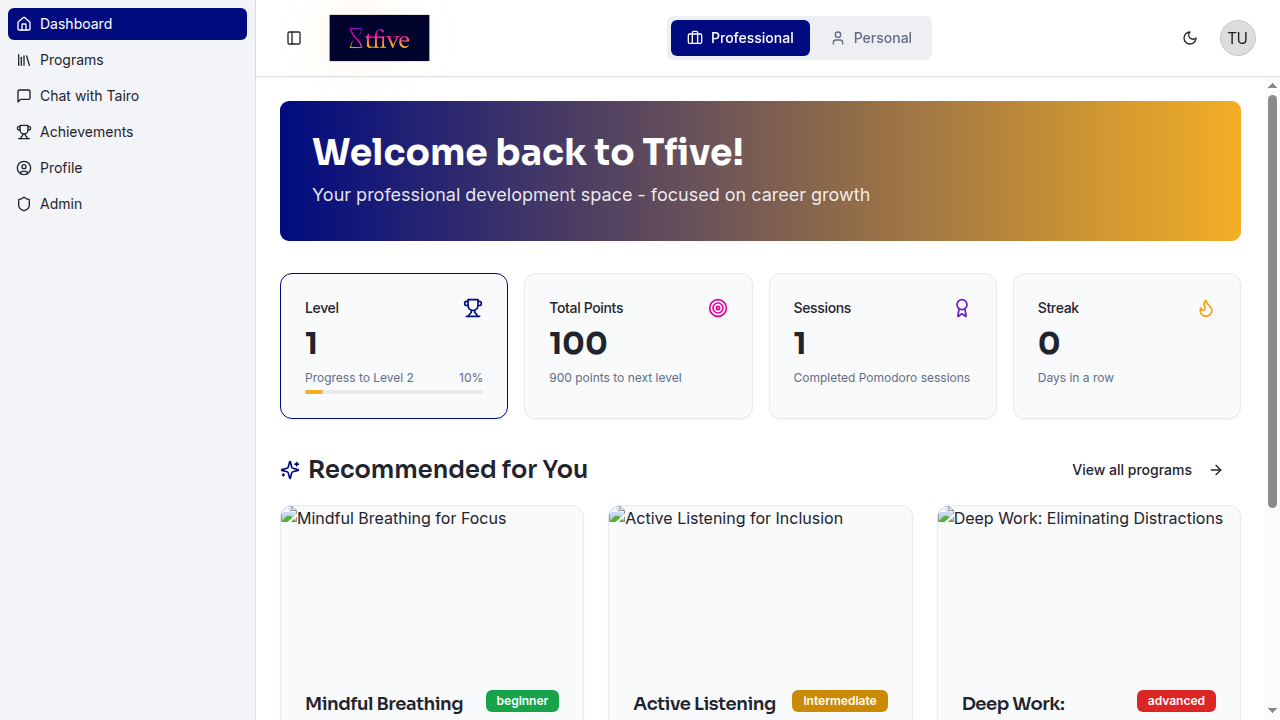 Dashboard
Programs
Chat with Tairo
Achievements
Profile
Admin
tfive
Professional
Personal
TU
Welcome back to Tfive!
Your professional development space - focused on career growth
Level
1
Progress to Level 2
10%
Total Points
100
900 points to next level
Sessions
1
Completed Pomodoro sessions
Streak
0
Days in a row
Recommended for You
View all programs
Mindful Breathing for Focus
Active Listening for Inclusion
Deep Work: Eliminating Distractions
Mindful Breathing
beginner
Active Listening
intermediate
Deep Work:
advanced